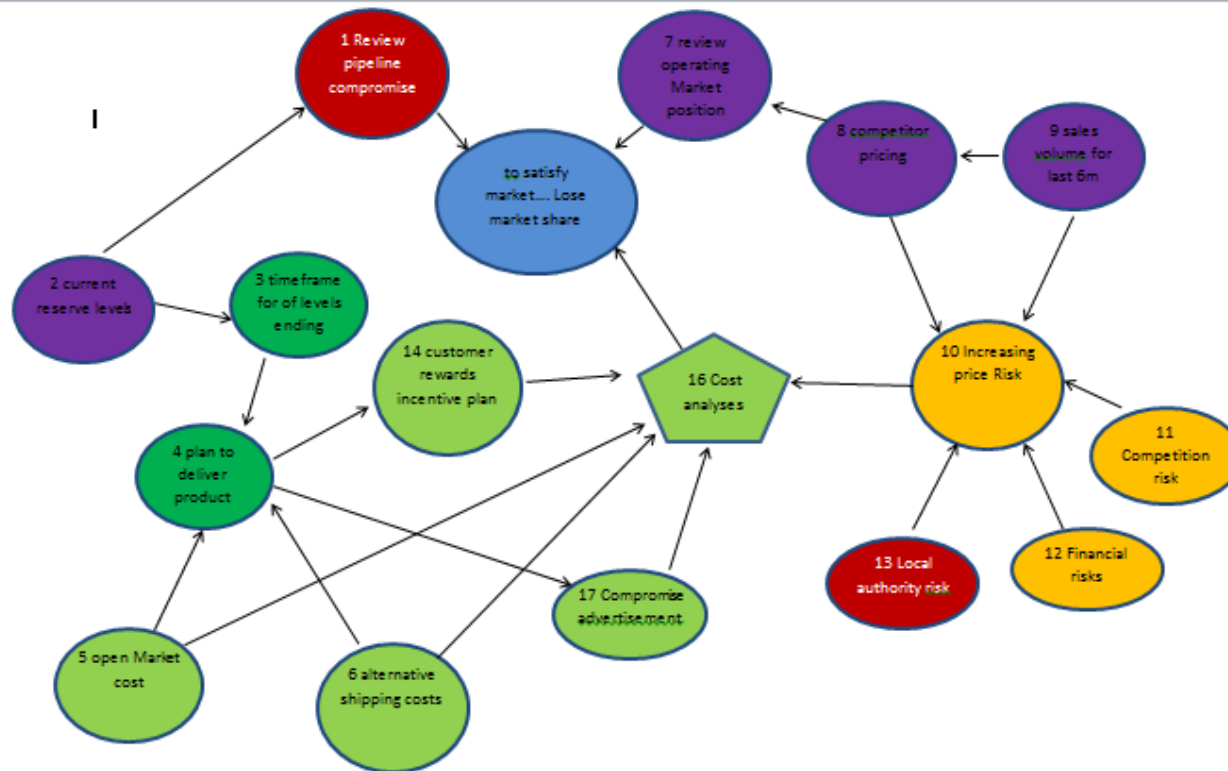 1 Review
pipeline
compromise
7 review
operating
Market
position
I
8 competitor
pricing
9 sales
volume for
last 6m
to satisfy
market.... Lose
market share
2 current
reserve levels
3 timeframe
for of levels
ending
14 customer
rewards
incentive plan
16 Cost
analyses
10 Increasing
price Risk
11
Competition
risk
4 plan to
deliver
product
12 Financial
risks
13 Local
authority risk
17 Compromise
advertisement
5 open Market
cost
6 alternative
shipping costs